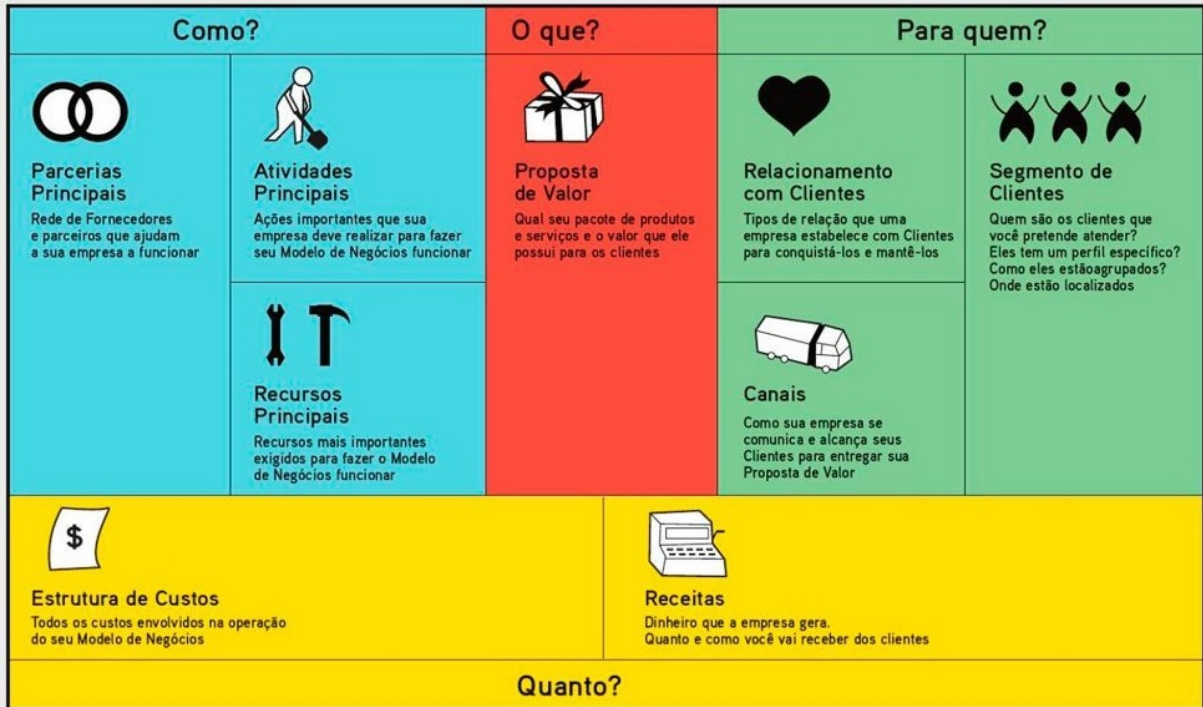 Como?
O que?
Para quem?
Parcerias
Principais
Rede de Fornecedores
e parceiros que ajudam
a sua empresa a funcionar
Atividades
Principais
Ações importantes que sua
empresa deve realizar para fazer
seu Modelo de Negócios funcionar
Recursos
Principais
Recursos mais importantes
exigidos para fazer o Modelo
de Negócios funcionar
Proposta
de Valor
Qual seu pacote de produtos
e serviços e o valor que ele
possui para os clientes
Relacionamento
com Clientes
Tipos de relação que uma
empresa estabelece com Clientes
para conquistá-los e mantê-los
Canais
Como sua empresa se
comunica e alcança seus
Clientes para entregar sua
Proposta de Valor
Segmento de
Clientes
Quem são os clientes que
você pretende atender?
Eles tem um perfil específico?
Como eles estãoagrupados?
Onde estão localizados
$
Estrutura de Custos
Todos os custos envolvidos na operação
do seu Modelo de Negócios
Receitas
Dinheiro que a empresa gera.
Quanto e como você vai receber dos clientes
Quanto?